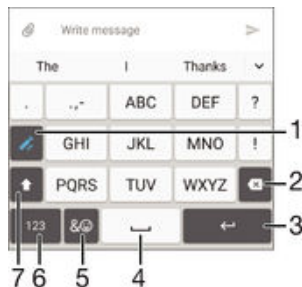 Write message
The I Thanks
. .,- ABC DEF ?
GHI JKL MNO ! 1
PQRS TUV WXYZ 2
123 &☺ 3
7 6 5 4